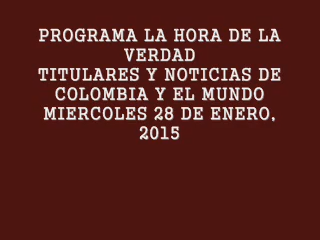 PROGRAMA LA HORA DE LA
VERDAD
TITULARES Y NOTICIAS DE
COLOMBIA Y EL MUNDO
MIERCOLES 28 DE ENERO,
2015